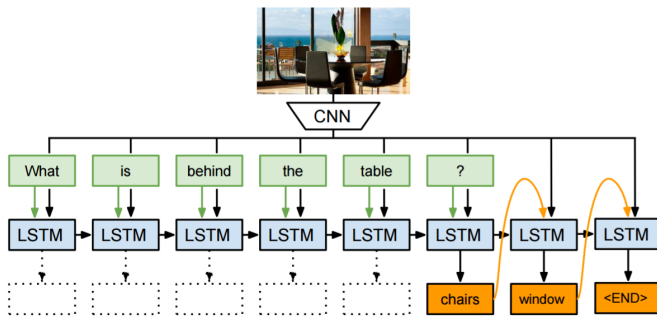 CNN
What is behind the table ?
LSTM LSTM LSTM LSTM LSTM LSTM LSTM LSTM
chairs window <END>